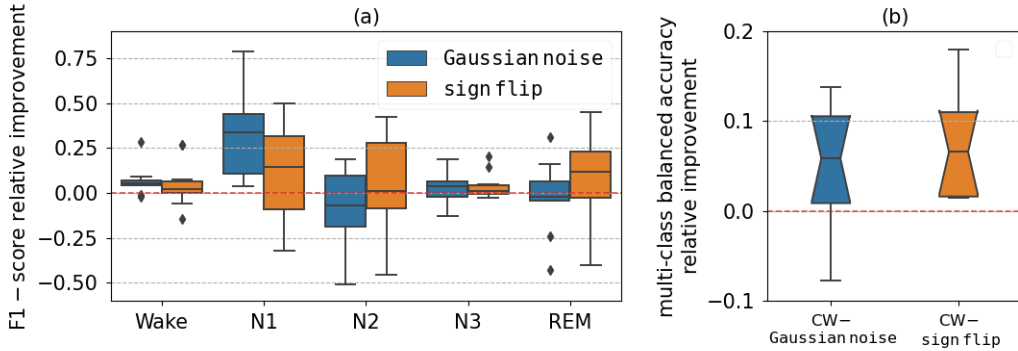 (a)
F1 − score relative improvement
0.75
0.50
0.25
0.00
−0.25
−0.50
Gaussian noise
sign flip
Wake
N1
N2
N3
REM
(b)
multi-class balanced accuracy
relative improvement
0.2
0.1
0.0
−0.1
CW−
Gaussian noise
CW−
sign flip